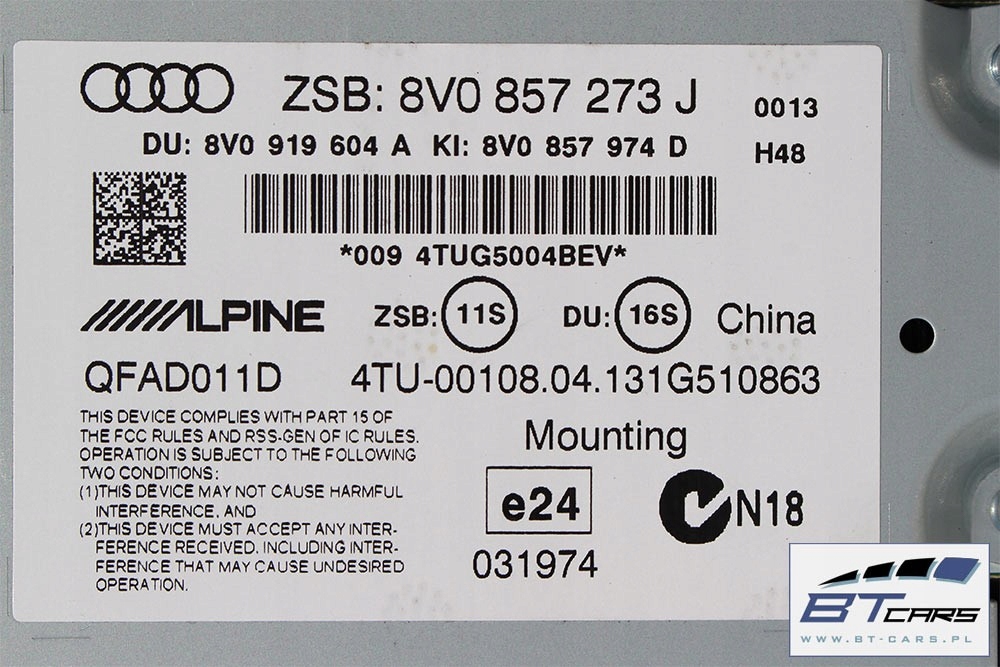 ZSB: 8V0 857 273 J
0013
DU: 8V0 919 604 A KI: 8V0 857 974 D
H48
*009 4TUG5004BEV*
ALPINE ZSB: 11S DU: 16S China
QFAD011D 4TU-00108.04.131G510863
THIS DEVICE COMPLIES WITH PART 15 OF
THE FCC RULES AND RSS-GEN OF IC RULES.
OPERATION IS SUBJECT TO THE FOLLOWING
TWO CONDITIONS:
(1)THIS DEVICE MAY NOT CAUSE HARMFUL
INTERFERENCE, AND
(2)THIS DEVICE MUST ACCEPT ANY INTER-
FERENCE RECEIVED, INCLUDING INTER-
FERENCE THAT MAY CAUSE UNDESIRED
OPERATION.
Mounting
e24
N18
031974
BT CARS
WWW.BT-CARS.PL